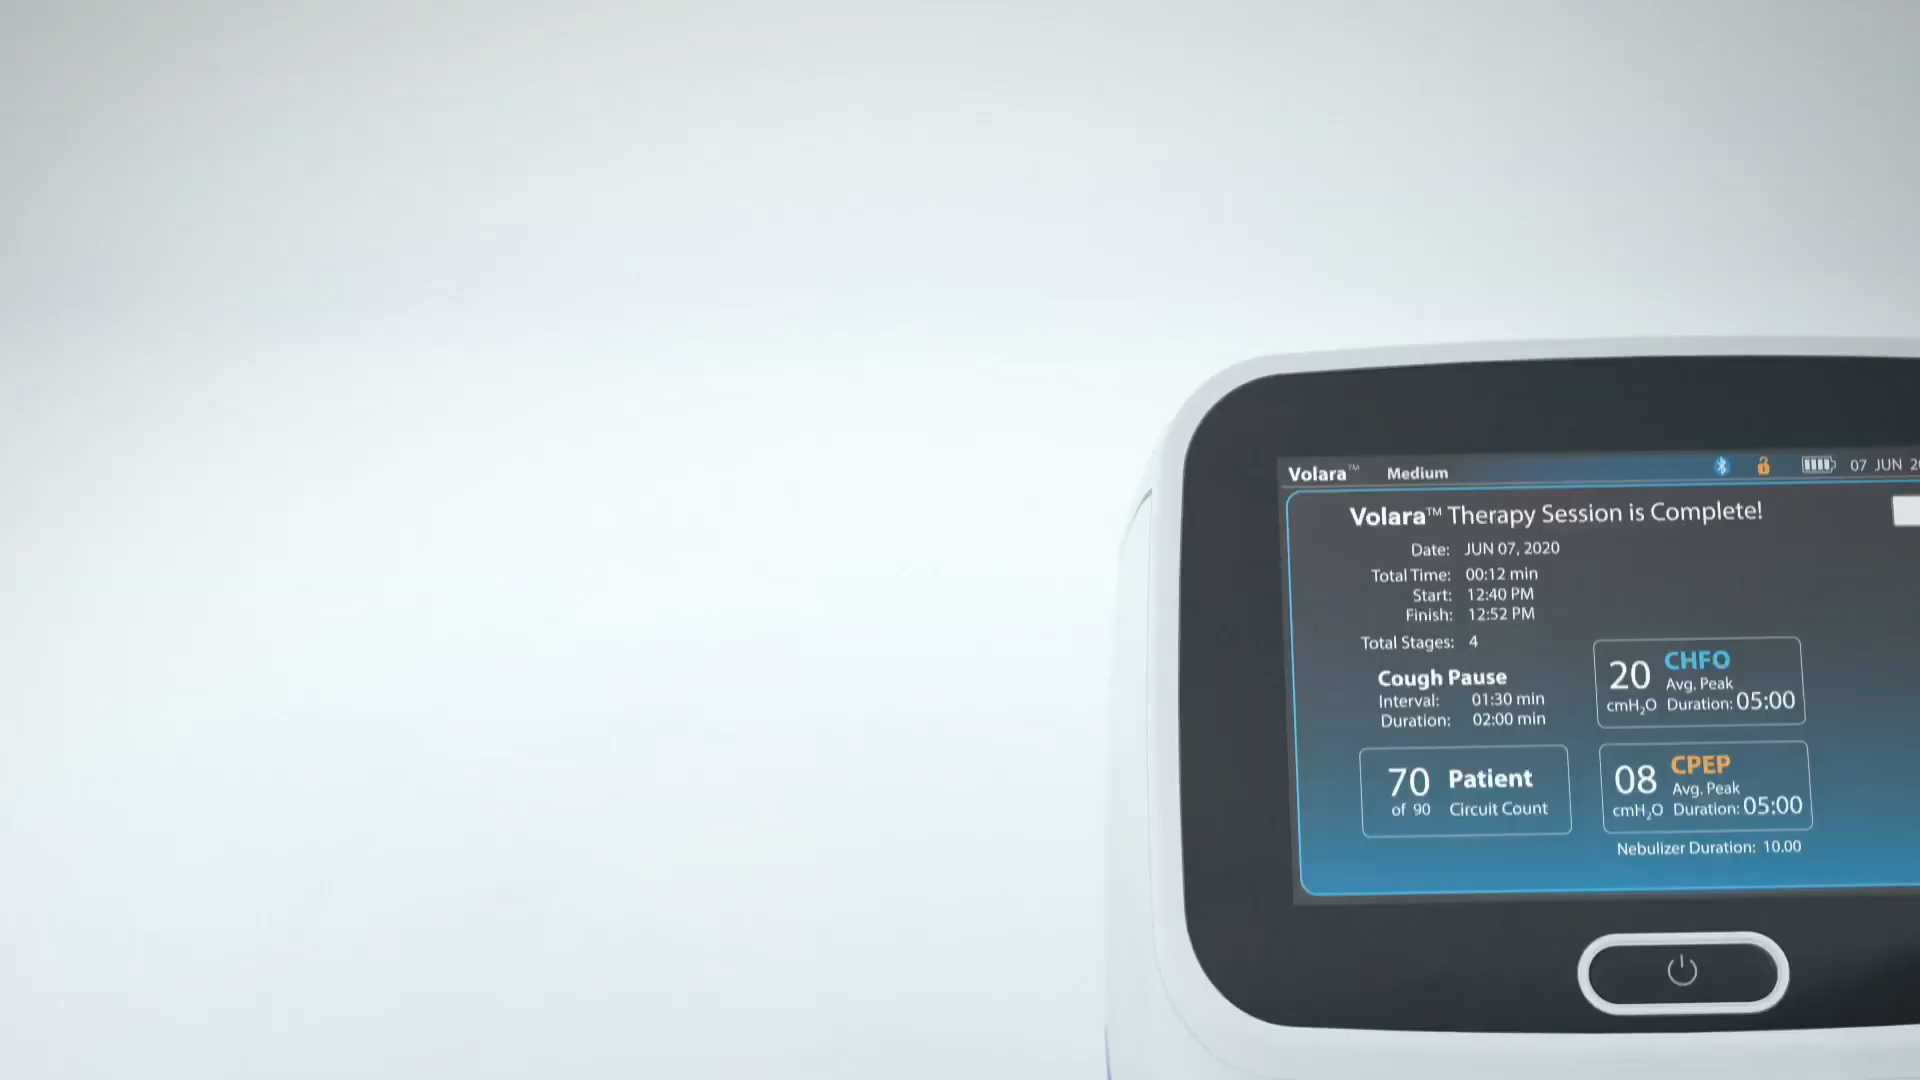 Volara™ Medium 07 JUN
Volara™ Therapy Session is Complete!
Date: JUN 07, 2020
Total Time: 00:12 min
Start: 12:40 PM
Finish: 12:52 PM
Total Stages: 4
Cough Pause
Interval: 01:30 min
Duration: 02:00 min
70 Patient
of 90 Circuit Count
20 CHFO
Avg. Peak
cmH₂O Duration: 05:00
08 CPEP
Avg. Peak
cmH₂O Duration: 05:00
Nebulizer Duration: 10.00